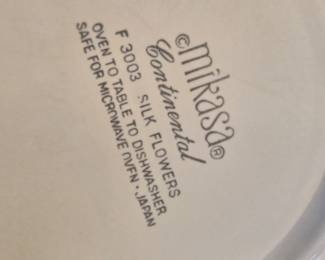 ©mikasa®
Continental
F 3003 SILK FLOWERS
OVEN TO TABLE TO DISHWASHER
SAFE FOR MICROWAVE OVEN · JAPAN